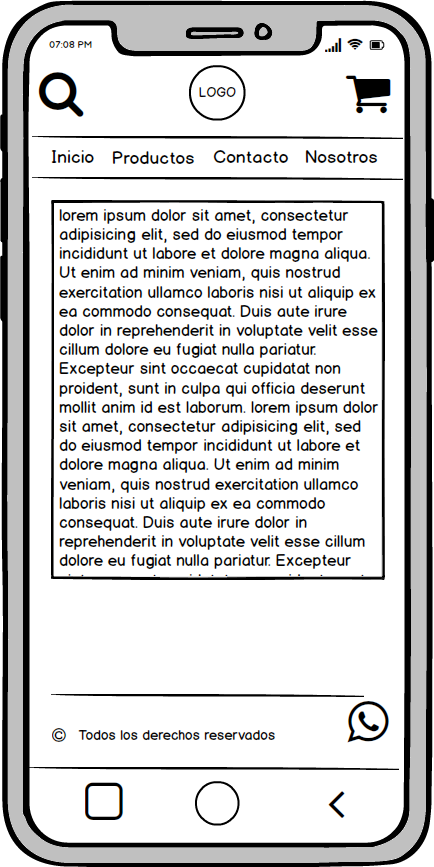 07:08 PM
LOGO
Inicio Productos Contacto Nosotros
lorem ipsum dolor sit amet, consectetur
adipisicing elit, sed do eiusmod tempor
incididunt ut labore et dolore magna aliqua.
Ut enim ad minim veniam, quis nostrud
exercitation ullamco laboris nisi ut aliquip ex
ea commodo consequat. Duis aute irure
dolor in reprehenderit in voluptate velit esse
cillum dolore eu fugiat nulla pariatur.
Excepteur sint occaecat cupidatat non
proident, sunt in culpa qui officia deserunt
mollit anim id est laborum. lorem ipsum dolor
sit amet, consectetur adipisicing elit, sed
do eiusmod tempor incididunt ut labore et
dolore magna aliqua. Ut enim ad minim
veniam, quis nostrud exercitation ullamco
laboris nisi ut aliquip ex ea commodo
consequat. Duis aute irure dolor in
reprehenderit in voluptate velit esse cillum
dolore eu fugiat nulla pariatur. Excepteur
© Todos los derechos reservados